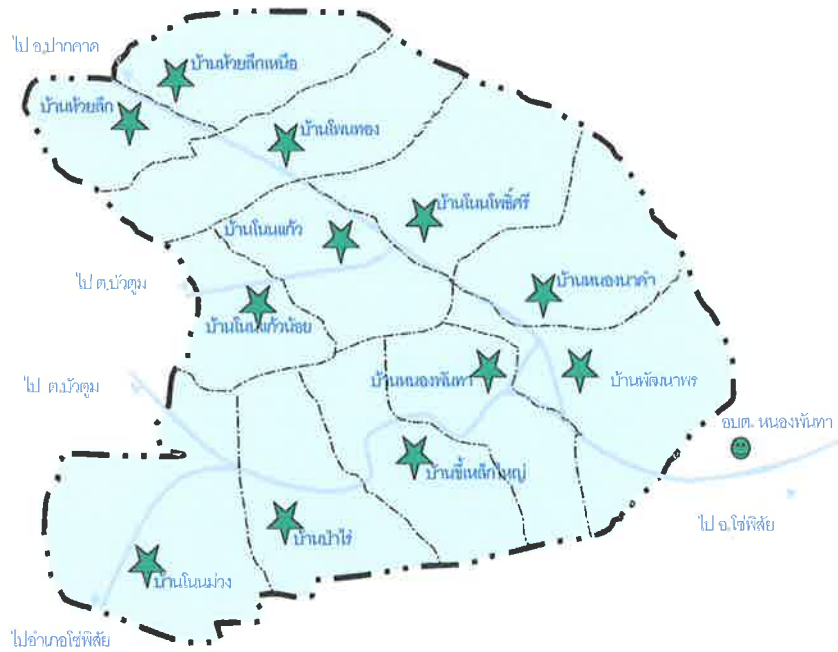 ไป อ.ปากคาด
บ้านห้วยลึกเหนือ
บ้านห้วยลึก
บ้านโพนทอง
บ้านโนนโพธิ์ศรี
บ้านโนนแก้ว
ไป ต.บัวตูม
บ้านหนองนาคำ
บ้านโนนแก้วน้อย
ไป ต.บัวตูม
บ้านหนองพันทา
บ้านพัฒนาพร
อบต. หนองพันทา
บ้านขี้เหล็กใหญ่
ไป อ.โซ่พิสัย
บ้านป่าไร่
บ้านโนนม่วง
ไปอำเภอโซ่พิสัย